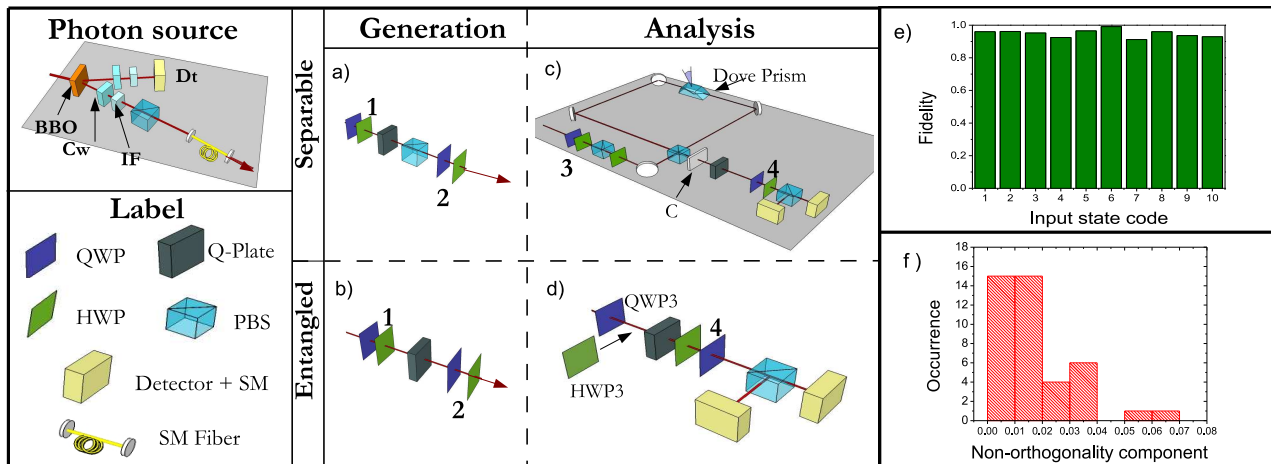 Photon source
Dt
BBO
Cw
IF
Label
QWP
Q-Plate
HWP
PBS
Detector + SM
SM Fiber
Generation
Analysis
Separable
Entangled
a)
1
2
c)
Dove Prism
3
4
C
b)
1
2
d)
QWP3
4
HWP3
e)
Fidelity
1.0
0.8
0.6
0.4
0.2
0.0
1 2 3 4 5 6 7 8 9 10
Input state code
f )
Occurrence
18
16
14
12
10
8
6
4
2
0
0.00 0.01 0.02 0.03 0.04 0.05 0.06 0.07 0.08
Non-orthogonality component